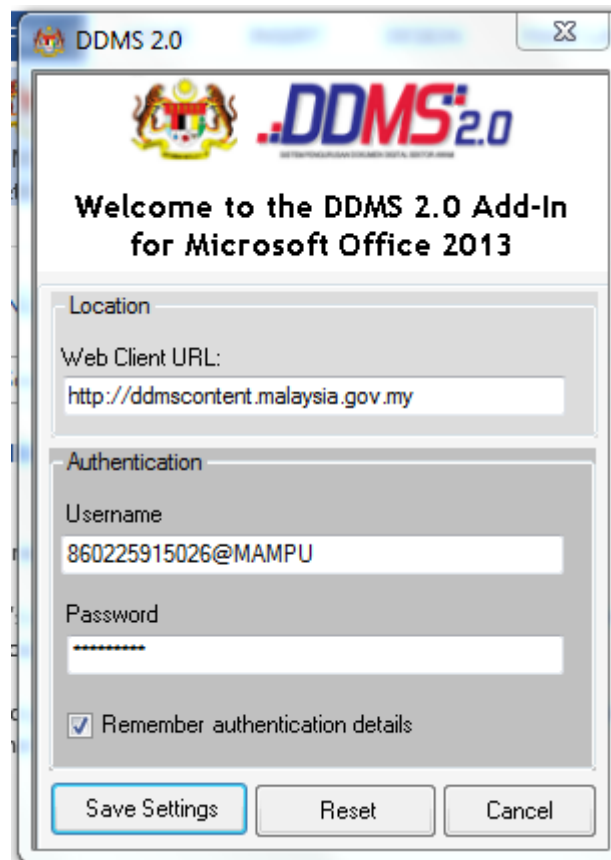 DDMS 2.0
DDMS 2.0
Welcome to the DDMS 2.0 Add-In
for Microsoft Office 2013
Location
Web Client URL:
http://ddmscontent.malaysia.gov.my
Authentication
Username
860225915026@MAMPU
Password
*********
Remember authentication details
Save Settings
Reset
Cancel